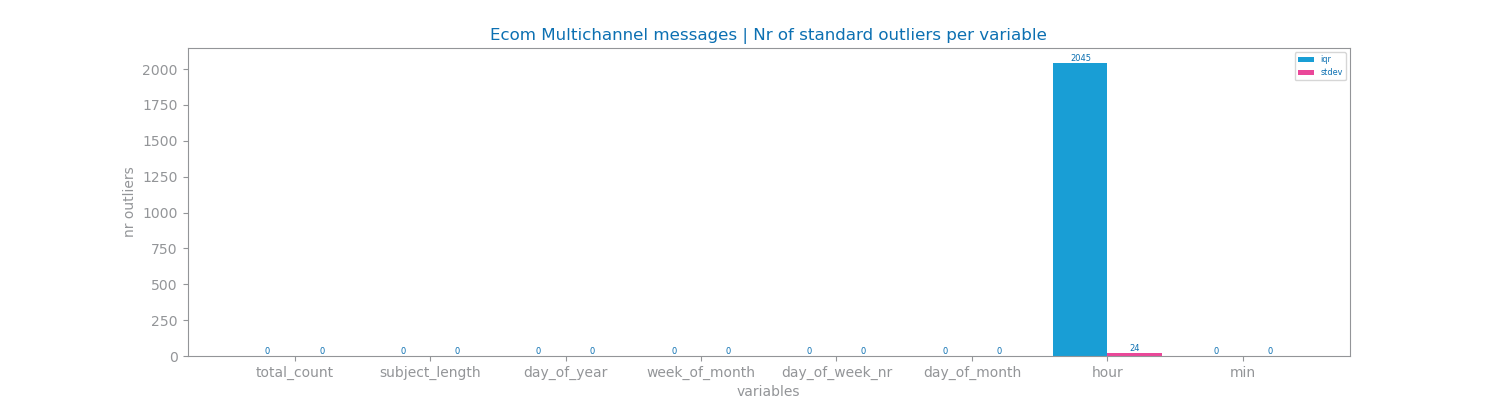 Ecom Multichannel messages | Nr of standard outliers per variable
nr outliers
2000
1750
1500
1250
1000
750
500
250
0
2045
24
0 0 0 0 0 0 0 0 0 0 0 0 0 0
iqr
stdev
total_count subject_length day_of_year week_of_month day_of_week_nr day_of_month hour min
variables